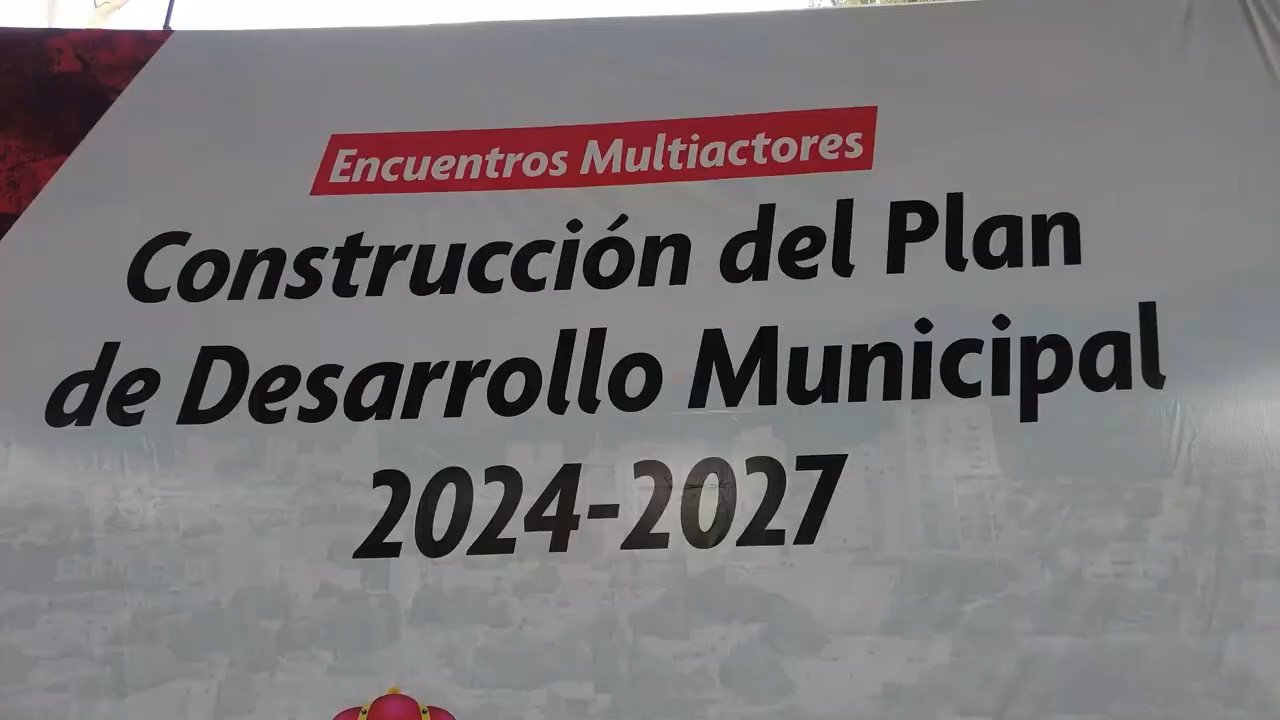 Encuentros Multiactores
Construcción del Plan
de Desarrollo Municipal
2024-2027